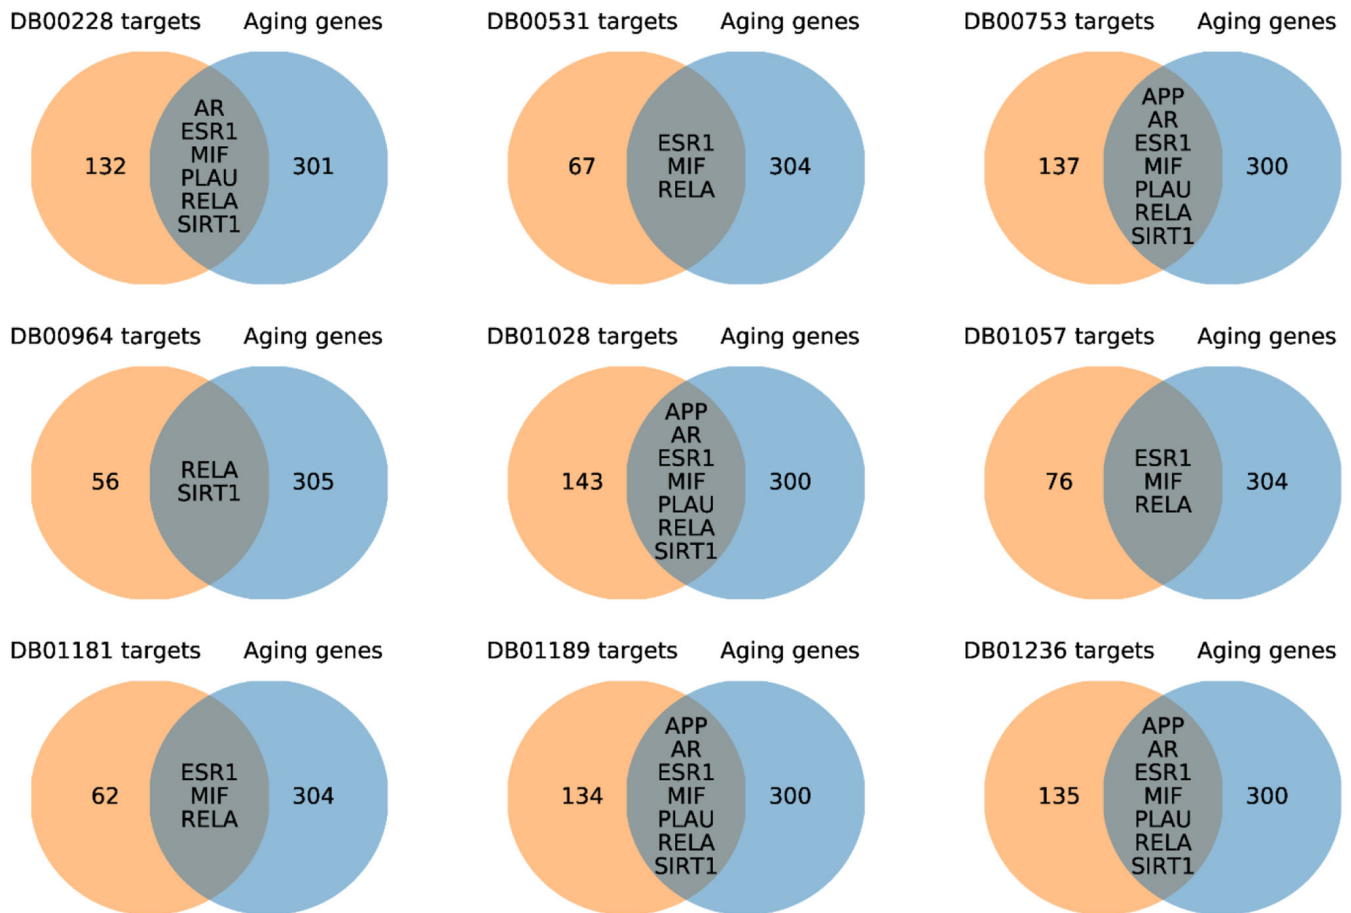 DB00228 targets Aging genes
132
AR
ESR1
MIF
PLAU
RELA
SIRT1
301
DB00531 targets Aging genes
67
ESR1
MIF
RELA
304
DB00753 targets Aging genes
137
APP
AR
ESR1
MIF
PLAU
RELA
SIRT1
300
DB00964 targets Aging genes
56
RELA
SIRT1
305
DB01028 targets Aging genes
143
APP
AR
ESR1
MIF
PLAU
RELA
SIRT1
300
DB01057 targets Aging genes
76
ESR1
MIF
RELA
304
DB01181 targets Aging genes
62
ESR1
MIF
RELA
304
DB01189 targets Aging genes
134
APP
AR
ESR1
MIF
PLAU
RELA
SIRT1
300
DB01236 targets Aging genes
135
APP
AR
ESR1
MIF
PLAU
RELA
SIRT1
300